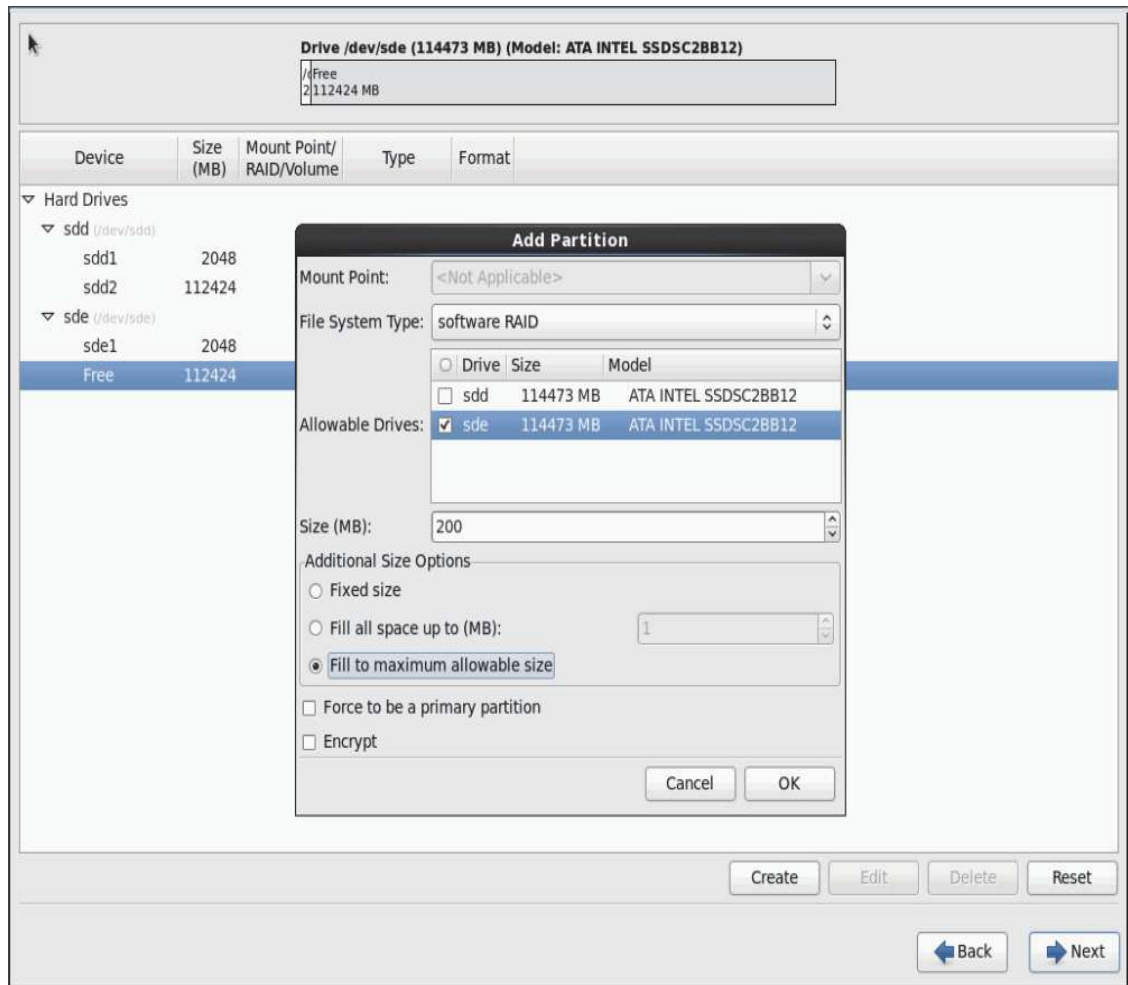 Drive /dev/sde (114473 MB) (Model: ATA INTEL SSDSC2BB12)
Free
2 112424 MB
Device Size (MB) Mount Point/ RAID/Volume Type Format
Hard Drives
sdd (/dev/sdd)
sdd1 2048
sdd2 112424
sde (/dev/sde)
sde1 2048
Free 112424
Add Partition
Mount Point: <Not Applicable>
File System Type: software RAID
Drive Size Model
sdd 114473 MB ATA INTEL SSDSC2BB12
Allowable Drives: sde 114473 MB ATA INTEL SSDSC2BB12
Size (MB): 200
Additional Size Options
Fixed size
Fill all space up to (MB): 1
Fill to maximum allowable size
Force to be a primary partition
Encrypt
Cancel OK
Create Edit Delete Reset
Back Next